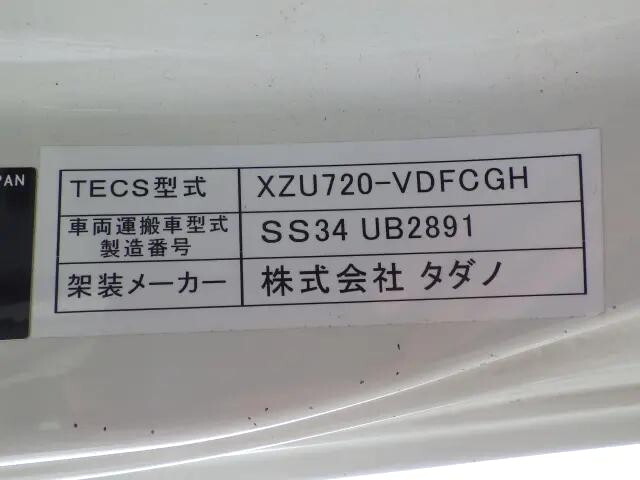 PAN
TECS型式 XZU720-VDFCGH
車両運搬車型式 SS34 UB2891
製造番号
架装メーカー 株式会社 タダノ